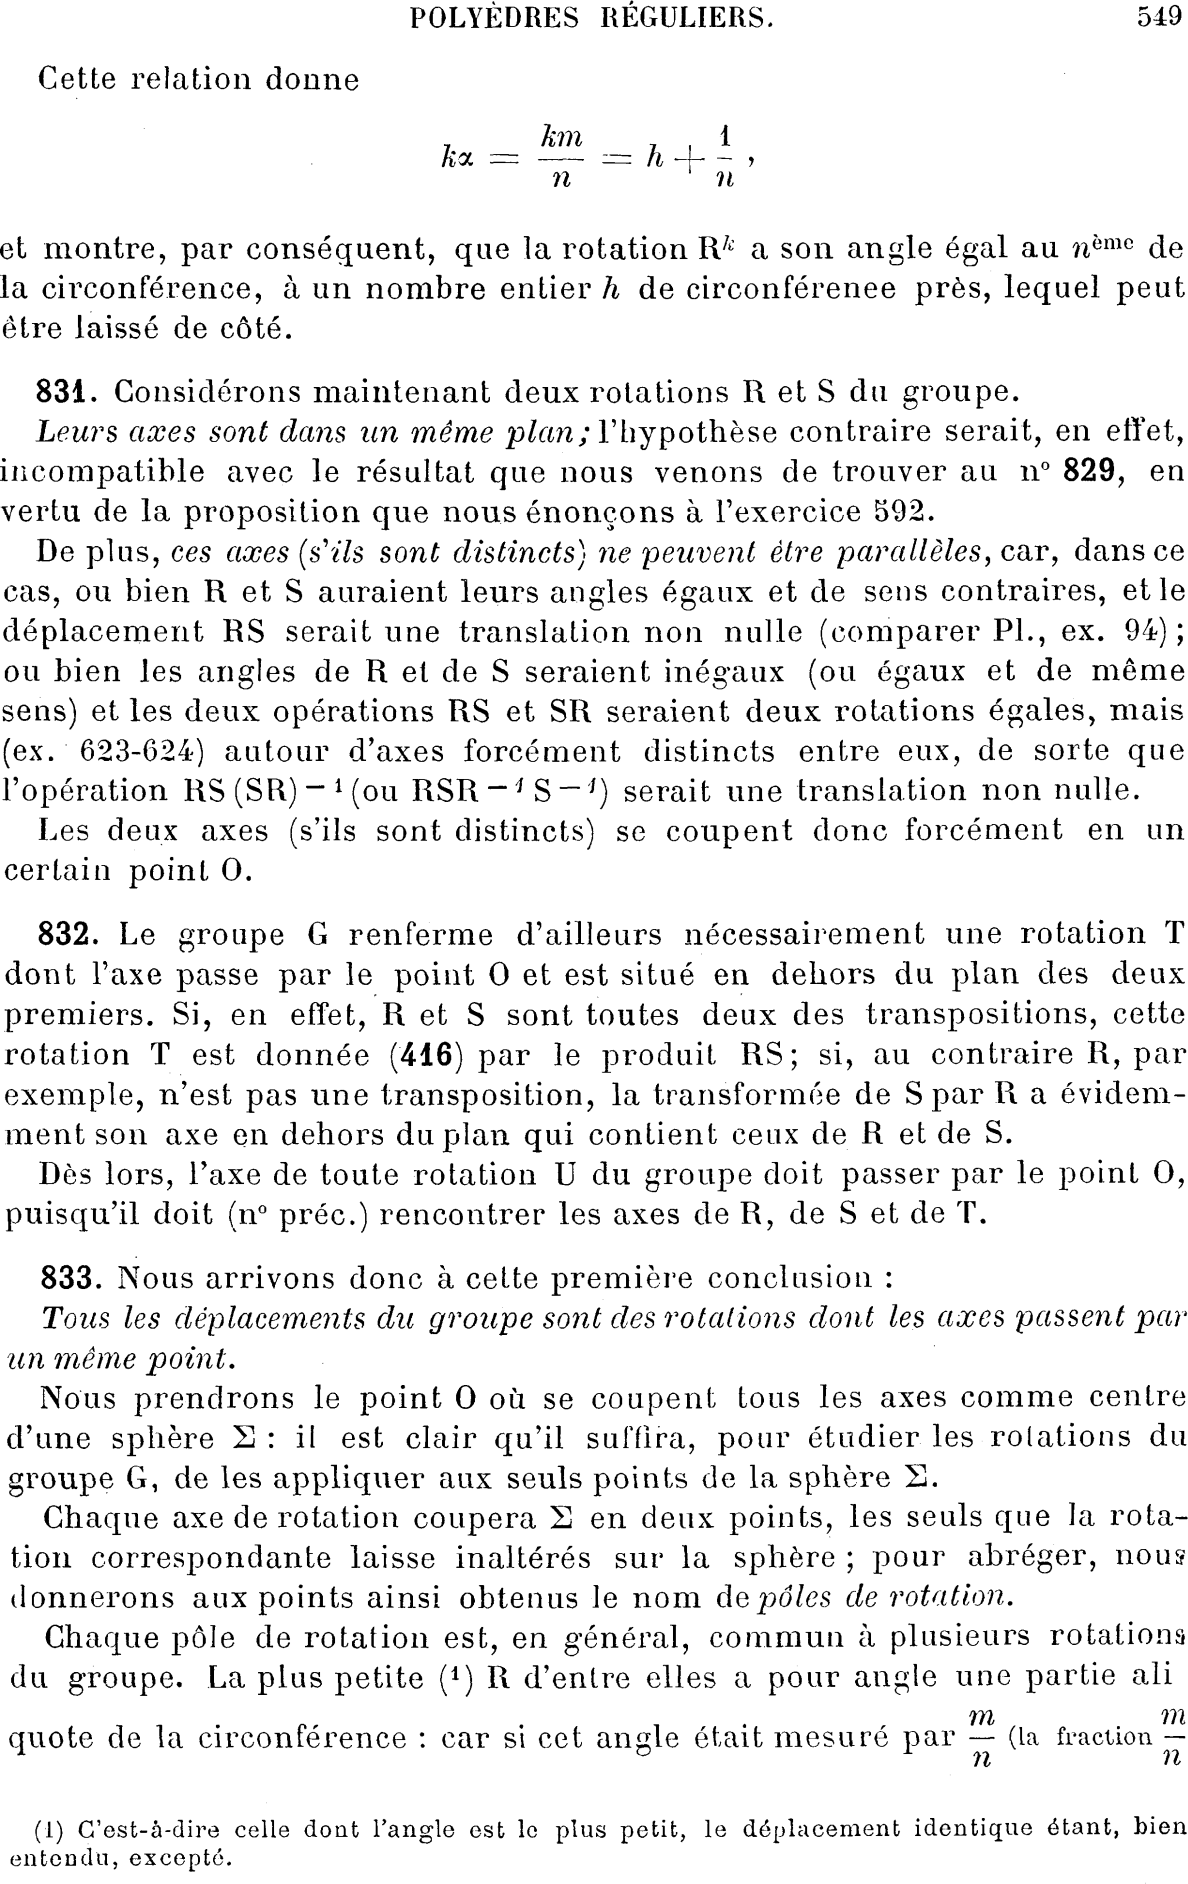 POLYÈDRES RÉGULIERS. 549
Cette relation donne
kα = km/n = h + 1/n ,
et montre, par conséquent, que la rotation Rᵏ a son angle égal au nème de
la circonférence, à un nombre entier h de circonférenee près, lequel peut
être laissé de côté.
831. Considérons maintenant deux rotations R et S du groupe.
Leurs axes sont dans un même plan; l'hypothèse contraire serait, en effet,
incompatible avec le résultat que nous venons de trouver au n° 829, en
vertu de la proposition que nous énonçons à l'exercice 592.
De plus, ces axes (s'ils sont distincts) ne peuvent être parallèles, car, dans ce
cas, ou bien R et S auraient leurs angles égaux et de sens contraires, et le
déplacement RS serait une translation non nulle (comparer Pl., ex. 94);
ou bien les angles de R et de S seraient inégaux (ou égaux et de même
sens) et les deux opérations RS et SR seraient deux rotations égales, mais
(ex. 623-624) autour d'axes forcément distincts entre eux, de sorte que
l'opération RS (SR) – 1 (ou RSR – 1 S – 1) serait une translation non nulle.
Les deux axes (s'ils sont distincts) se coupent donc forcément en un
certain point O.
832. Le groupe G renferme d'ailleurs nécessairement une rotation T
dont l'axe passe par le point O et est situé en dehors du plan des deux
premiers. Si, en effet, R et S sont toutes deux des transpositions, cette
rotation T est donnée (416) par le produit RS; si, au contraire R, par
exemple, n'est pas une transposition, la transformée de S par R a évidem-
ment son axe en dehors du plan qui contient ceux de R et de S.
Dès lors, l'axe de toute rotation U du groupe doit passer par le point O,
puisqu'il doit (n° préc.) rencontrer les axes de R, de S et de T.
833. Nous arrivons donc à cette première conclusion :
Tous les déplacements du groupe sont des rotations dont les axes passent par
un même point.
Nous prendrons le point O où se coupent tous les axes comme centre
d'une sphère Σ : il est clair qu'il suffira, pour étudier les rotations du
groupe G, de les appliquer aux seuls points de la sphère Σ.
Chaque axe de rotation coupera Σ en deux points, les seuls que la rota-
tion correspondante laisse inaltérés sur la sphère ; pour abréger, nous
donnerons aux points ainsi obtenus le nom de pôles de rotation.
Chaque pôle de rotation est, en général, commun à plusieurs rotations
du groupe. La plus petite (1) R d'entre elles a pour angle une partie ali
quote de la circonférence : car si cet angle était mesuré par m/n (la fraction m/n
(1) C'est-à-dire celle dont l'angle est le plus petit, le déplacement identique étant, bien
entendu, excepté.